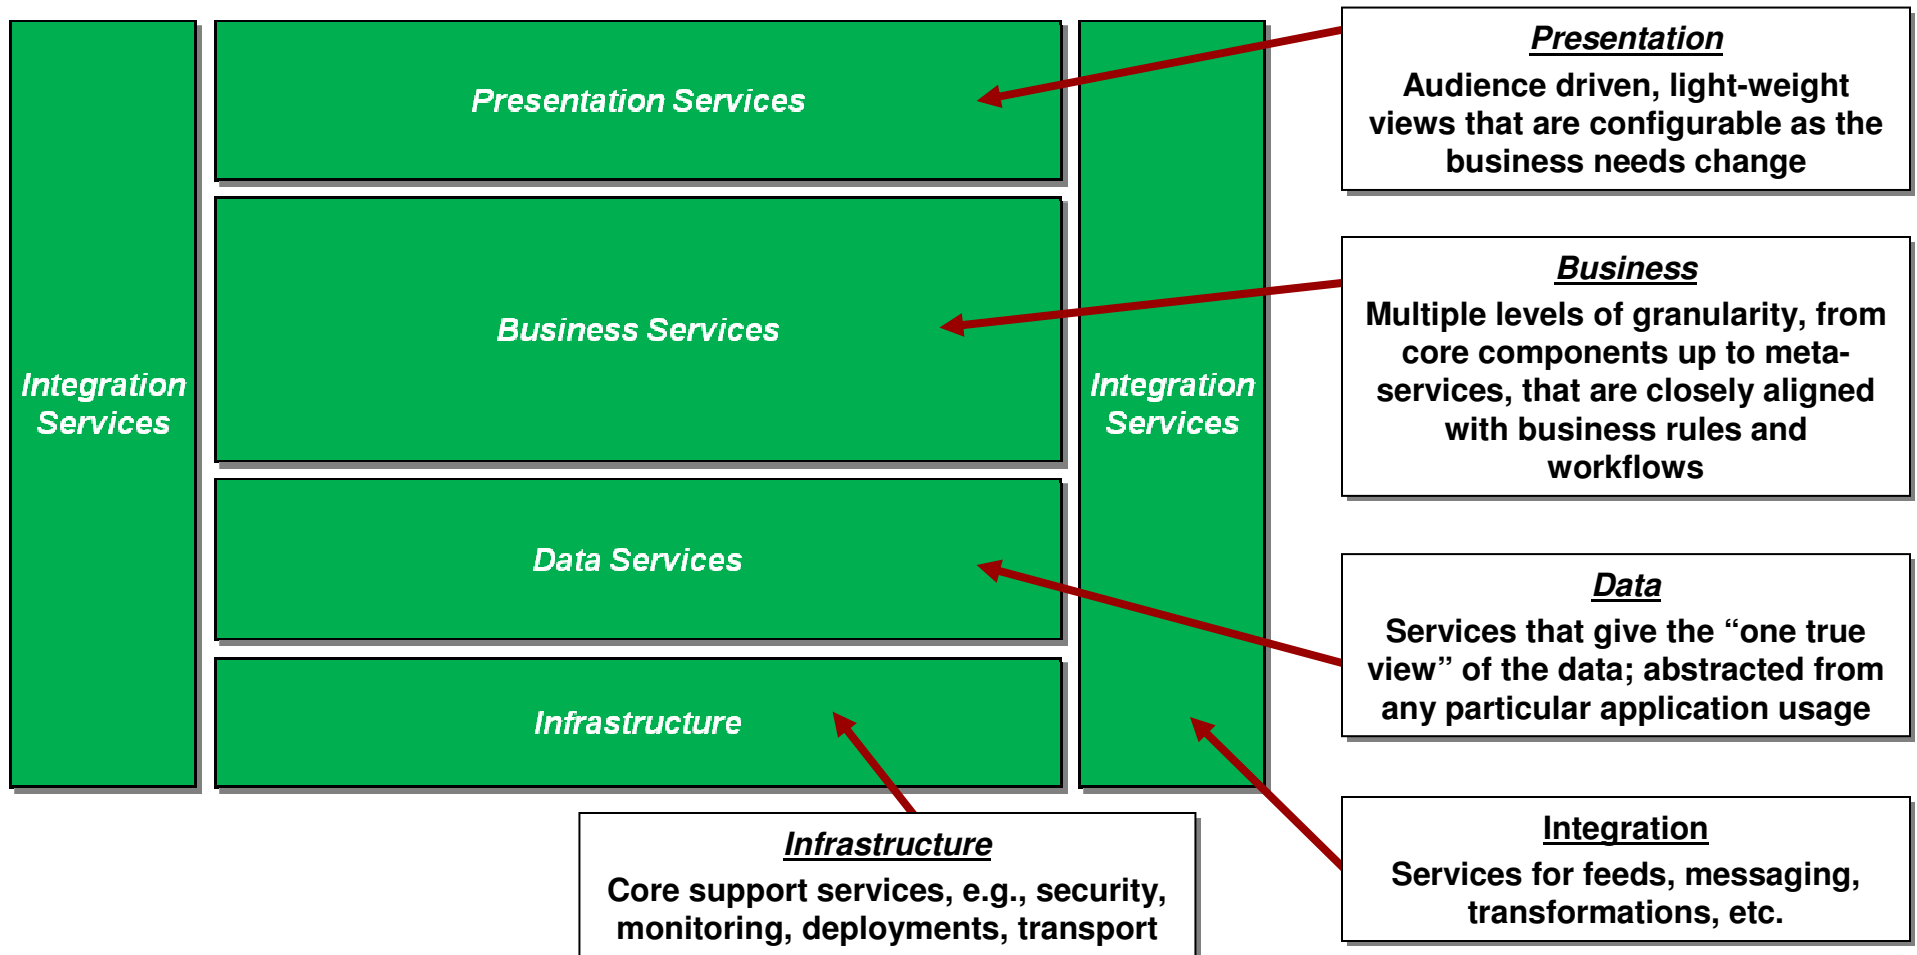 Integration
Services
Presentation Services
Business Services
Data Services
Infrastructure
Integration
Services
Presentation
Audience driven, light-weight
views that are configurable as the
business needs change
Business
Multiple levels of granularity, from
core components up to meta-
services, that are closely aligned
with business rules and
workflows
Data
Services that give the “one true
view” of the data; abstracted from
any particular application usage
Integration
Services for feeds, messaging,
transformations, etc.
Infrastructure
Core support services, e.g., security,
monitoring, deployments, transport